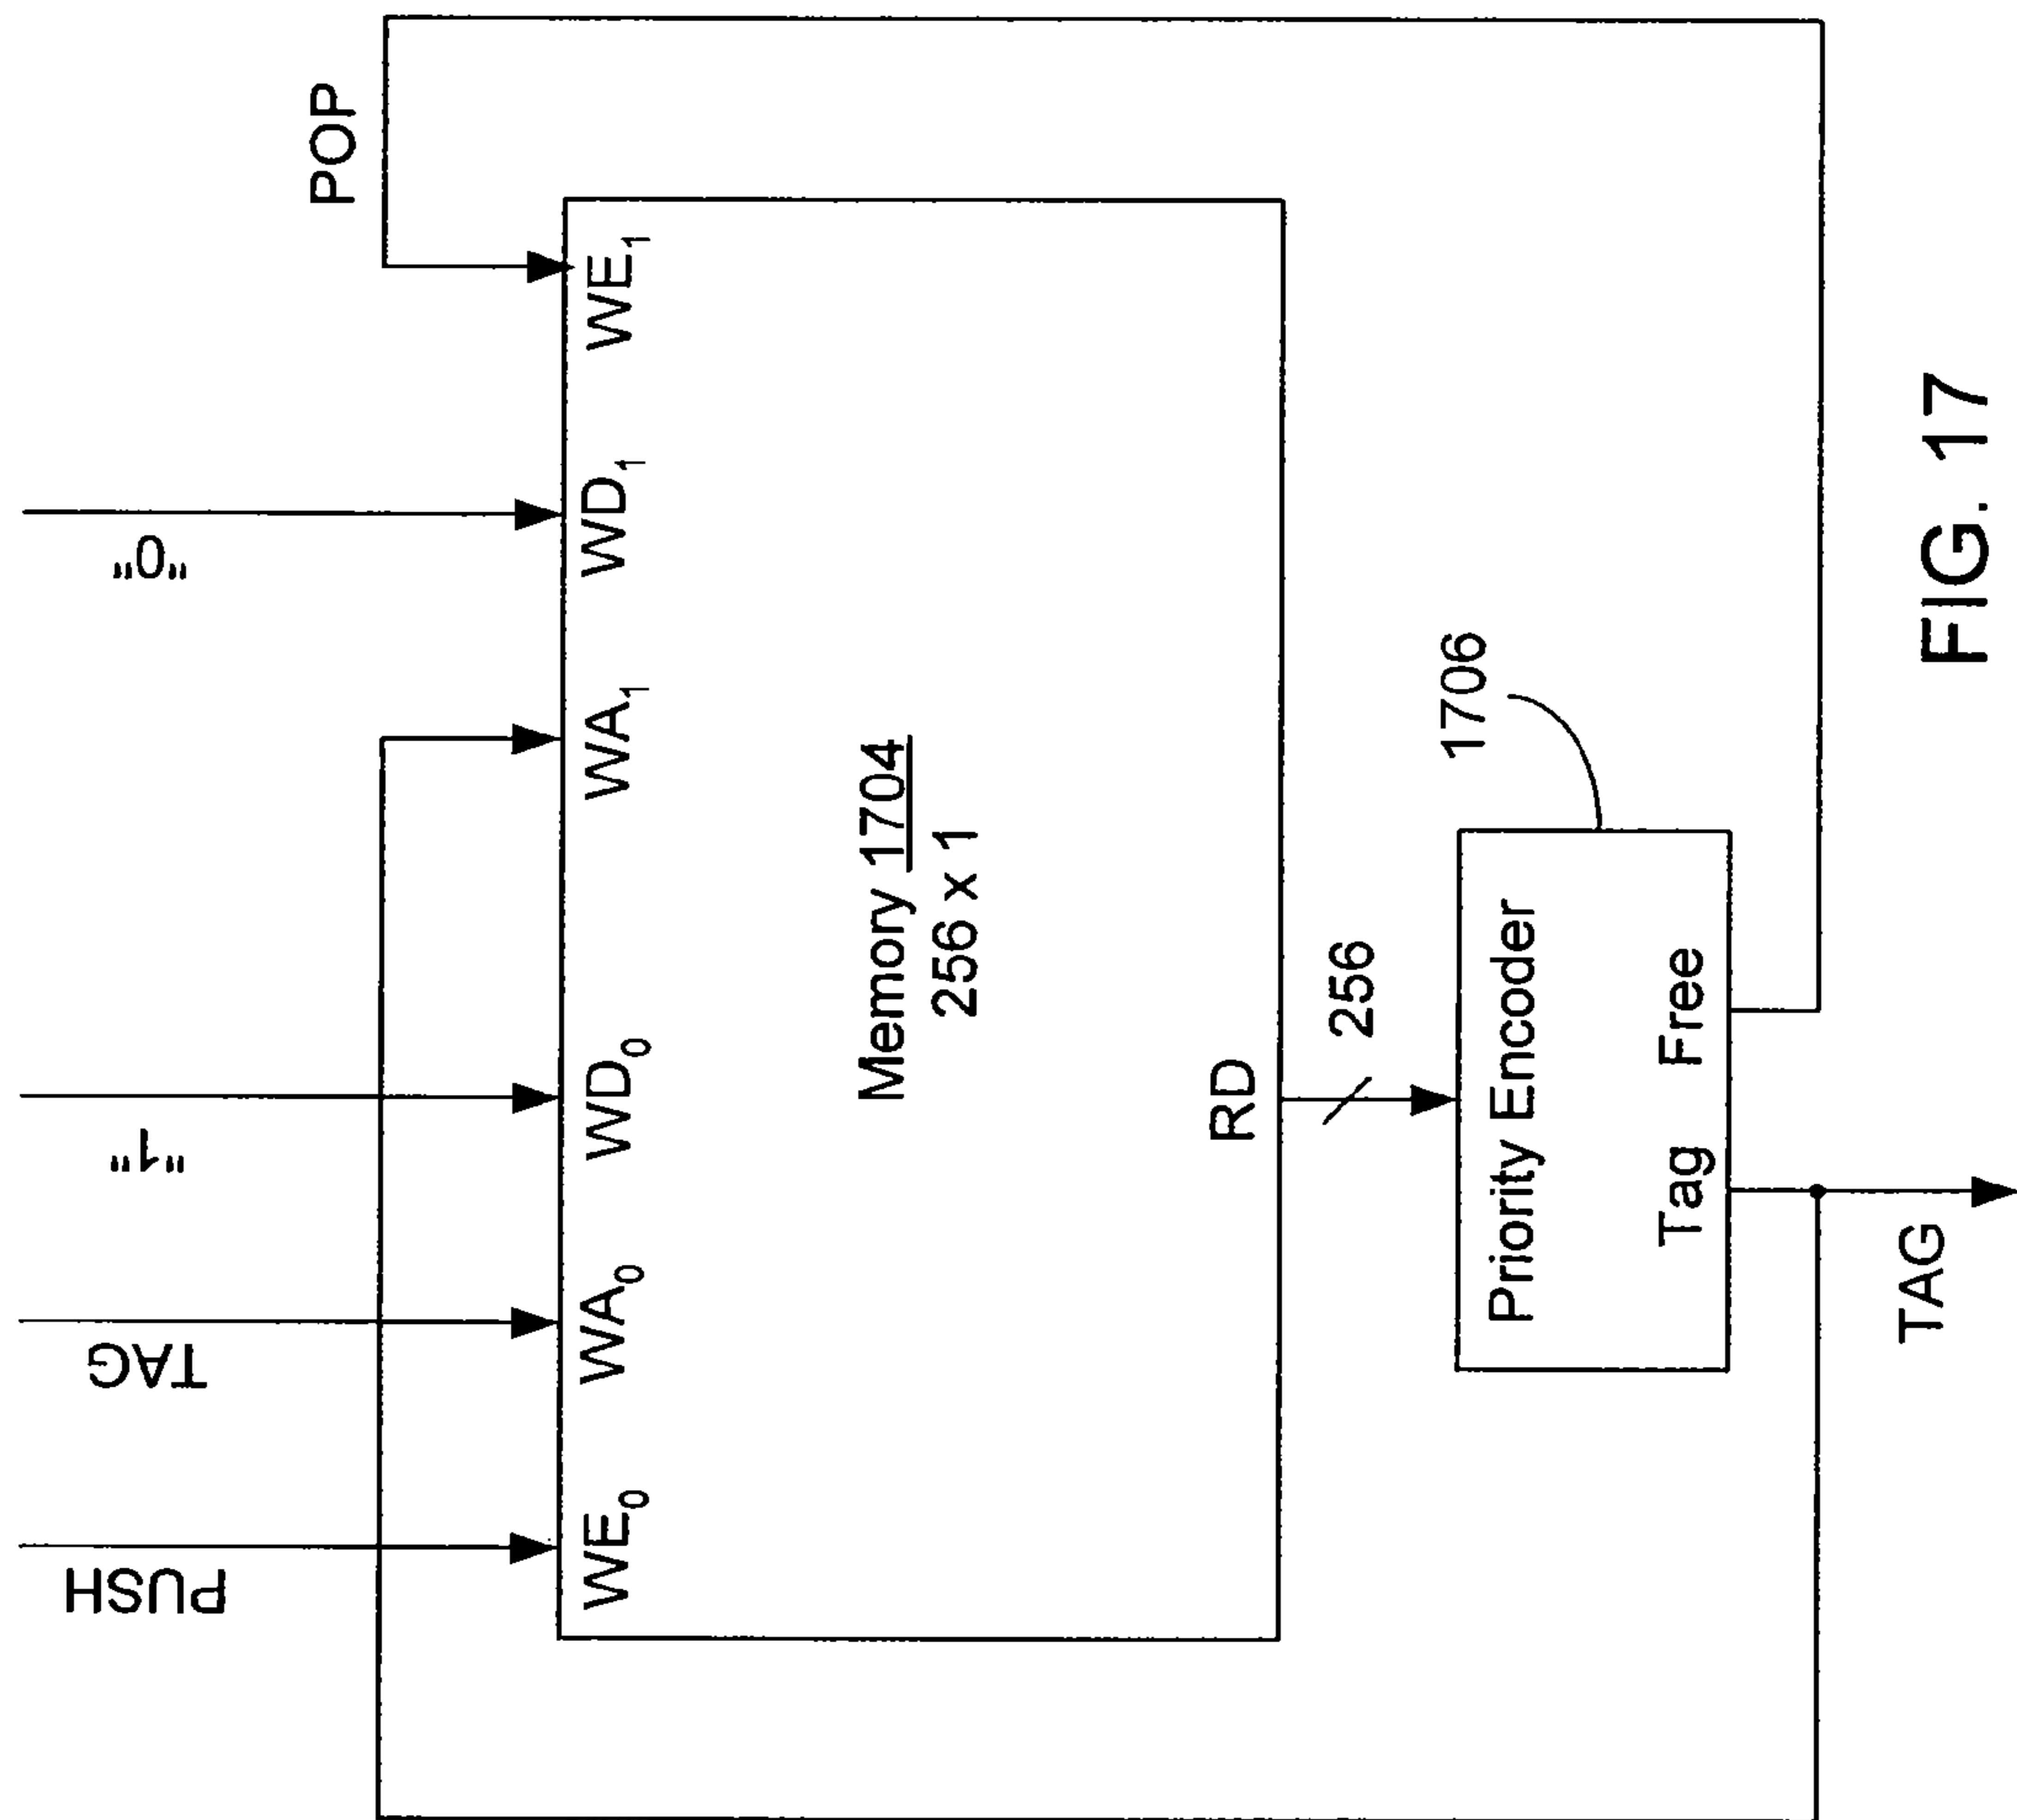 PUSH
TAG
"1"
"0"
POP
WE₀
WA₀
WD₀
WA₁
WD₁
WE₁
Memory 1704
256 x 1
RD
256
1706
Priority Encoder
Tag Free
TAG
FIG. 17